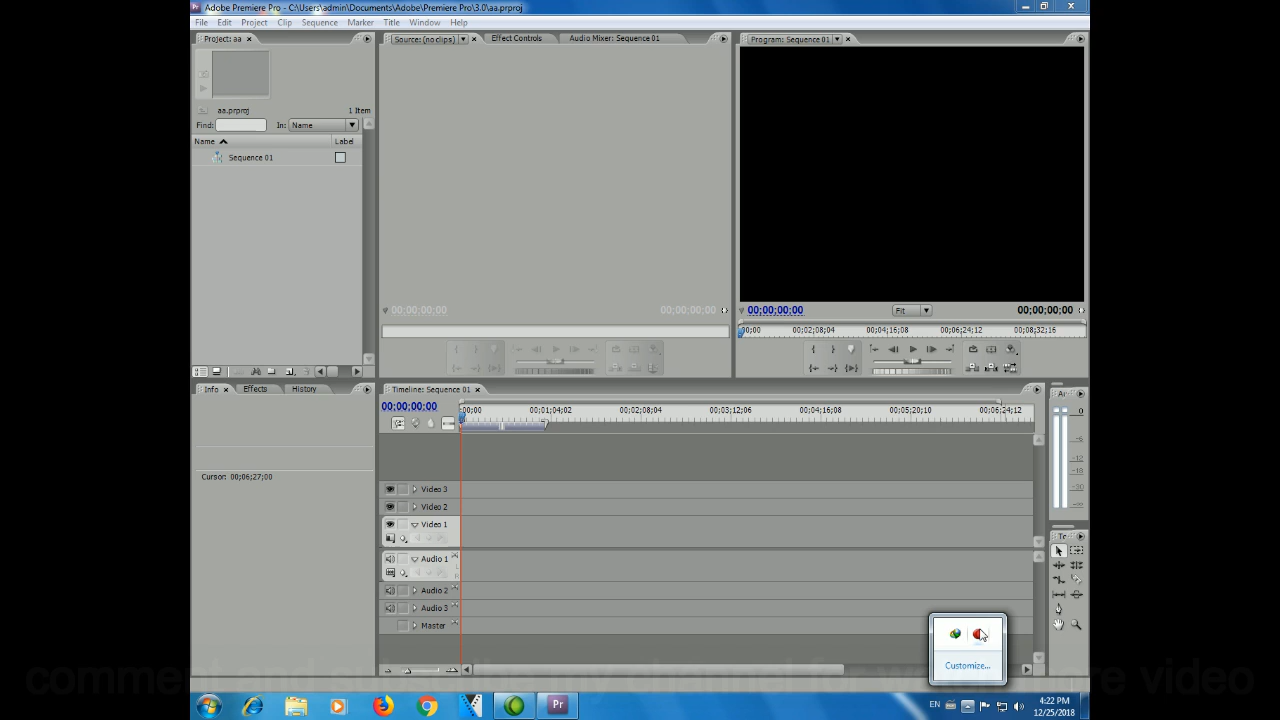 Adobe Premiere Pro - C:\Users\admin\Documents\Adobe\Premiere Pro\3.0\aa.prproj
File Edit Project Clip Sequence Marker Title Window Help
Project: aa
aa.prproj 1 Item
Find: In: Name
Name Label
Sequence 01
Source: (no clips) Effect Controls Audio Mixer: Sequence 01
00;00;00;00 00;00;00;00
Program: Sequence 01
00;00;00;00 Fit 00;00;00;00
00;00 00;02;08;04 00;04;16;08 00;06;24;12 00;08;32;16
Info Effects History
Cursor: 00;06;27;00
Timeline: Sequence 01
00;00;00;00 00;00 00;01;04;02 00;02;08;04 00;03;12;06 00;04;16;08 00;05;20;10 00;06;24;12
Video 3
Video 2
Video 1
Audio 1
L
R
Audio 2
Audio 3
Master
0
-6
-12
-18
-30
Customize...
EN 4:22 PM
12/25/2018